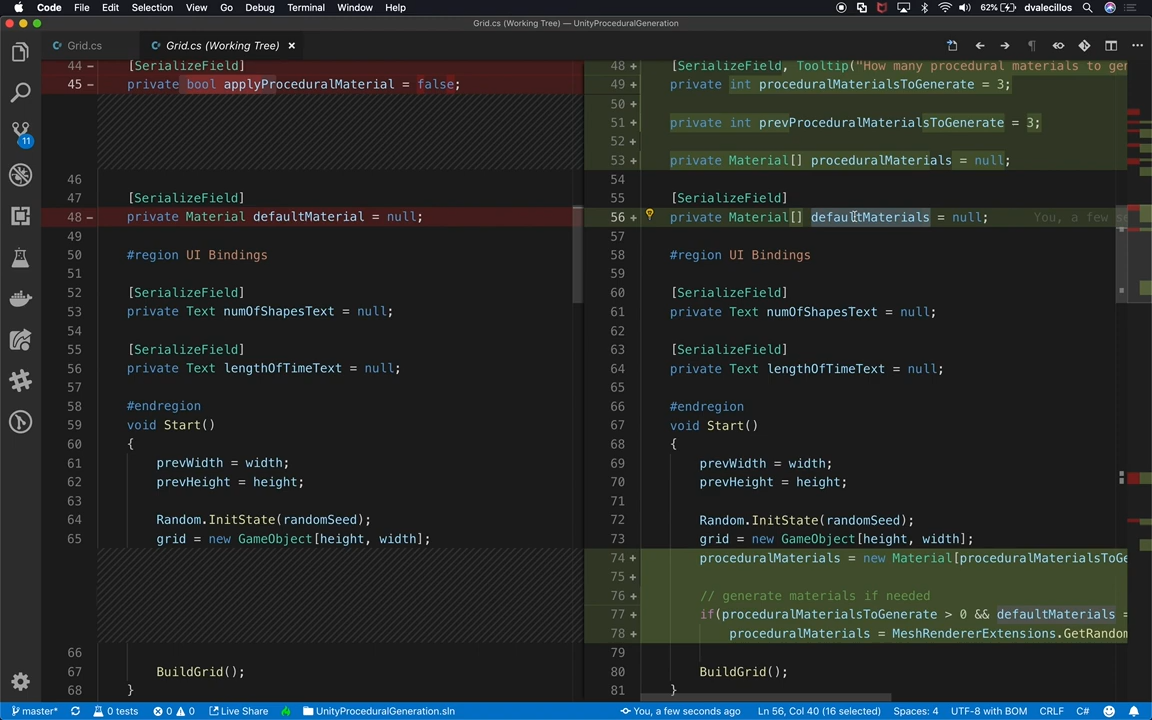 Code File Edit Selection View Go Debug Terminal Window Help 62% dvalecillos
Grid.cs (Working Tree) — UnityProceduralGeneration
Grid.cs Grid.cs (Working Tree) ×
44 − [SerializeField]
45 − private bool applyProceduralMaterial = false;
46
47 [SerializeField]
48 − private Material defaultMaterial = null;
49
50 #region UI Bindings
51
52 [SerializeField]
53 private Text numOfShapesText = null;
54
55 [SerializeField]
56 private Text lengthOfTimeText = null;
57
58 #endregion
59 void Start()
60 {
61 prevWidth = width;
62 prevHeight = height;
63
64 Random.InitState(randomSeed);
65 grid = new GameObject[height, width];
66
67 BuildGrid();
68 }
48 + [SerializeField, Tooltip("How many procedural materials to gen
49 + private int proceduralMaterialsToGenerate = 3;
50 +
51 + private int prevProceduralMaterialsToGenerate = 3;
52 +
53 + private Material[] proceduralMaterials = null;
54
55 [SerializeField]
56 + private Material[] defaultMaterials = null; You, a few se
57
58 #region UI Bindings
59
60 [SerializeField]
61 private Text numOfShapesText = null;
62
63 [SerializeField]
64 private Text lengthOfTimeText = null;
65
66 #endregion
67 void Start()
68 {
69 prevWidth = width;
70 prevHeight = height;
71
72 Random.InitState(randomSeed);
73 grid = new GameObject[height, width];
74 + proceduralMaterials = new Material[proceduralMaterialsToGe
75 +
76 + // generate materials if needed
77 + if(proceduralMaterialsToGenerate > 0 && defaultMaterials =
78 + proceduralMaterials = MeshRendererExtensions.GetRandom
79
80 BuildGrid();
81 }
11
master* 0 tests 0 0 Live Share UnityProceduralGeneration.sln You, a few seconds ago Ln 56, Col 40 (16 selected) Spaces: 4 UTF-8 with BOM CRLF C#